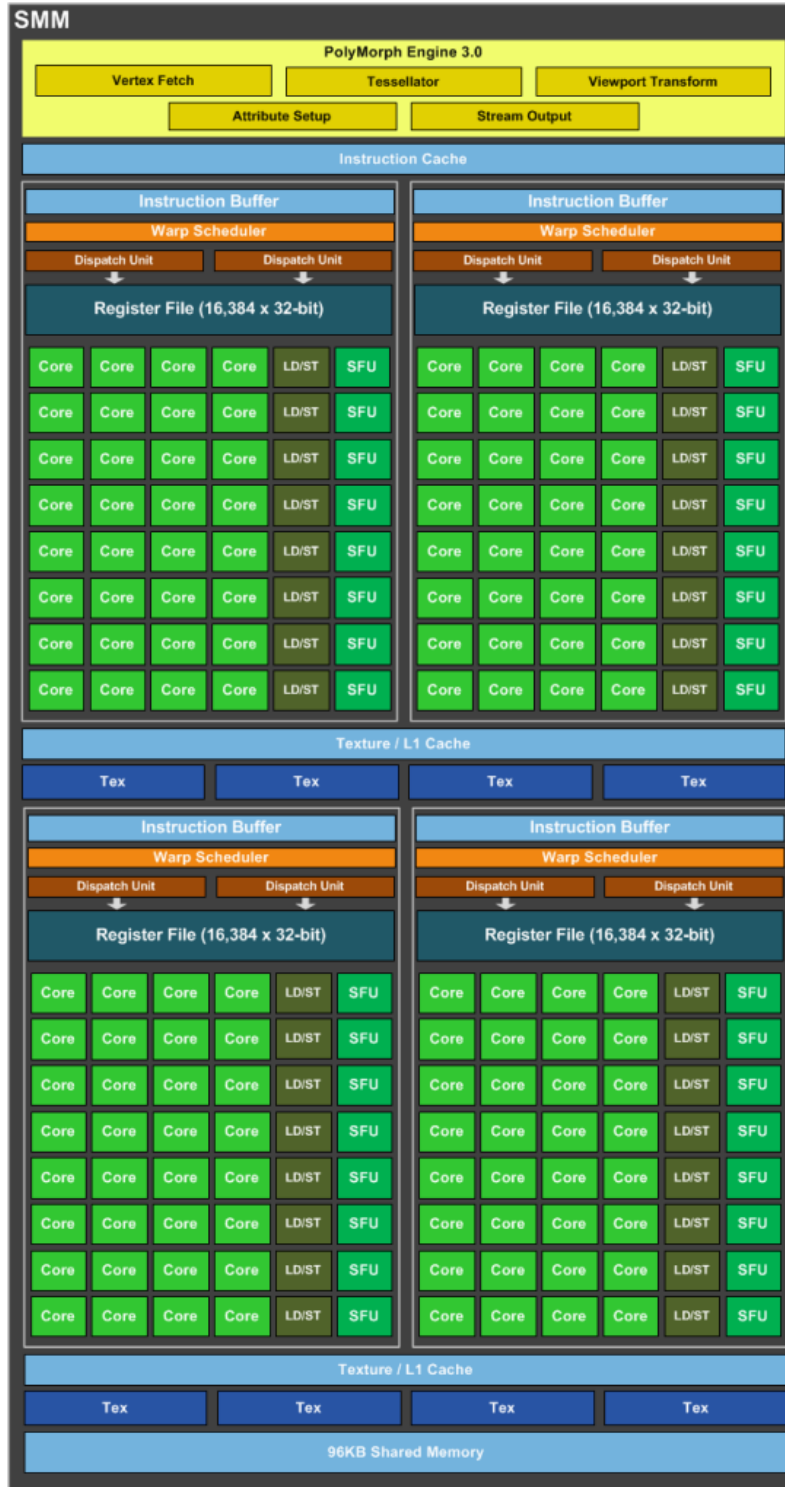 SMM
PolyMorph Engine 3.0
Vertex Fetch Tessellator Viewport Transform
Attribute Setup Stream Output
Instruction Cache
Instruction Buffer Instruction Buffer
Warp Scheduler Warp Scheduler
Dispatch Unit Dispatch Unit Dispatch Unit Dispatch Unit
Register File (16,384 x 32-bit) Register File (16,384 x 32-bit)
Core Core Core Core LD/ST SFU Core Core Core Core LD/ST SFU
Core Core Core Core LD/ST SFU Core Core Core Core LD/ST SFU
Core Core Core Core LD/ST SFU Core Core Core Core LD/ST SFU
Core Core Core Core LD/ST SFU Core Core Core Core LD/ST SFU
Core Core Core Core LD/ST SFU Core Core Core Core LD/ST SFU
Core Core Core Core LD/ST SFU Core Core Core Core LD/ST SFU
Core Core Core Core LD/ST SFU Core Core Core Core LD/ST SFU
Core Core Core Core LD/ST SFU Core Core Core Core LD/ST SFU
Texture / L1 Cache
Tex Tex Tex Tex
Instruction Buffer Instruction Buffer
Warp Scheduler Warp Scheduler
Dispatch Unit Dispatch Unit Dispatch Unit Dispatch Unit
Register File (16,384 x 32-bit) Register File (16,384 x 32-bit)
Core Core Core Core LD/ST SFU Core Core Core Core LD/ST SFU
Core Core Core Core LD/ST SFU Core Core Core Core LD/ST SFU
Core Core Core Core LD/ST SFU Core Core Core Core LD/ST SFU
Core Core Core Core LD/ST SFU Core Core Core Core LD/ST SFU
Core Core Core Core LD/ST SFU Core Core Core Core LD/ST SFU
Core Core Core Core LD/ST SFU Core Core Core Core LD/ST SFU
Core Core Core Core LD/ST SFU Core Core Core Core LD/ST SFU
Core Core Core Core LD/ST SFU Core Core Core Core LD/ST SFU
Texture / L1 Cache
Tex Tex Tex Tex
96KB Shared Memory